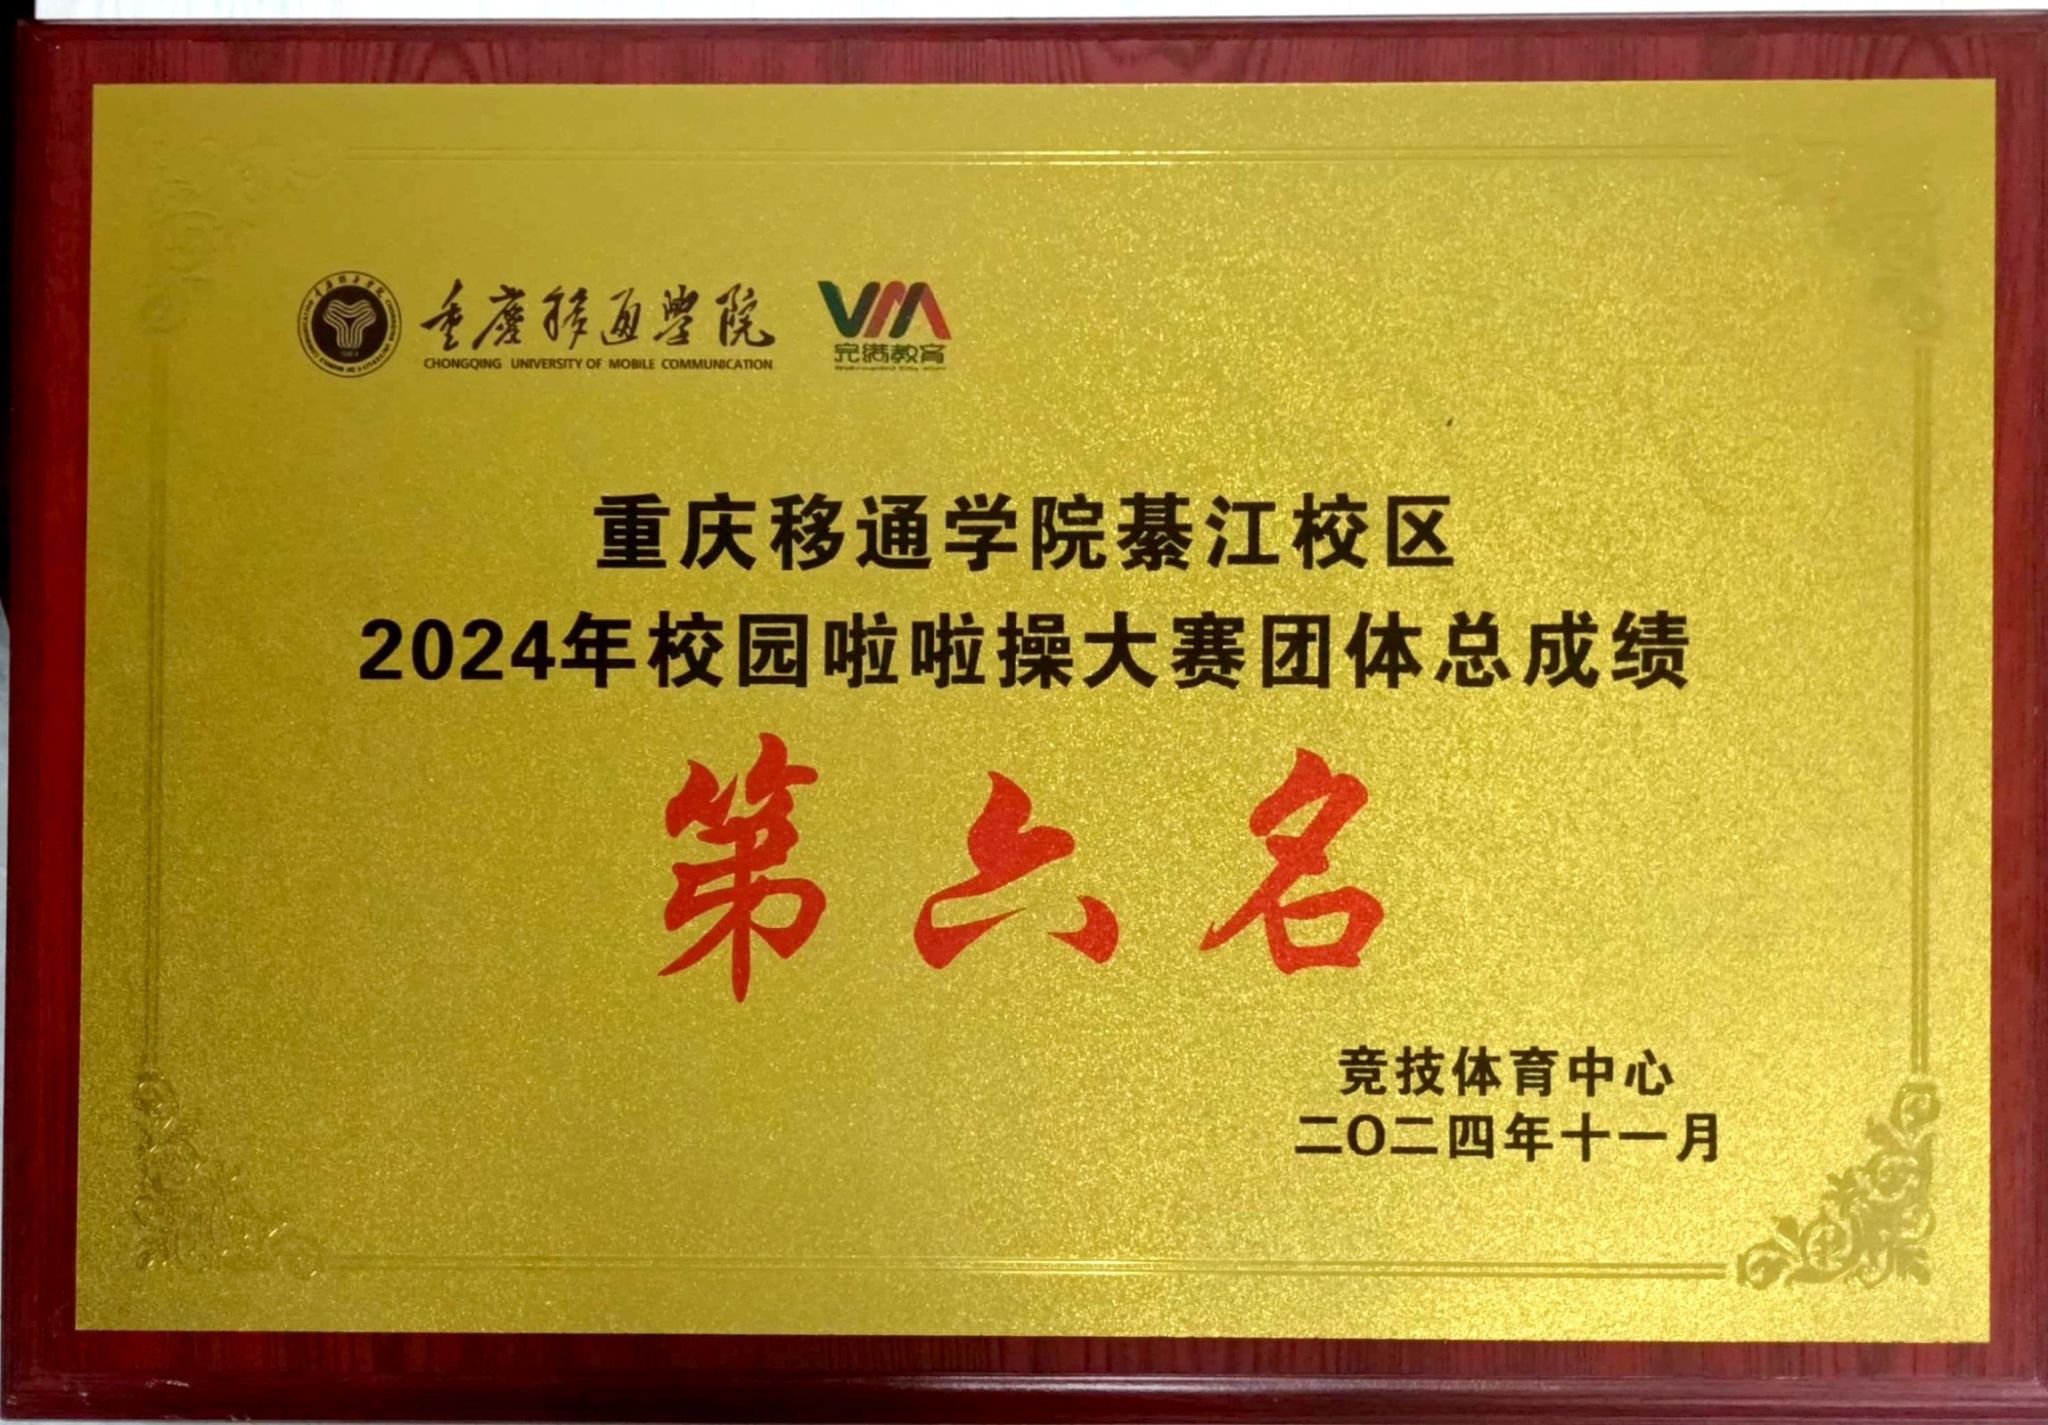 重慶移通學院
CHONGQING UNIVERSITY OF MOBILE COMMUNICATION
VM
完满教育
重庆移通学院綦江校区
2024年校园啦啦操大赛团体总成绩
第六名
竞技体育中心
二〇二四年十一月